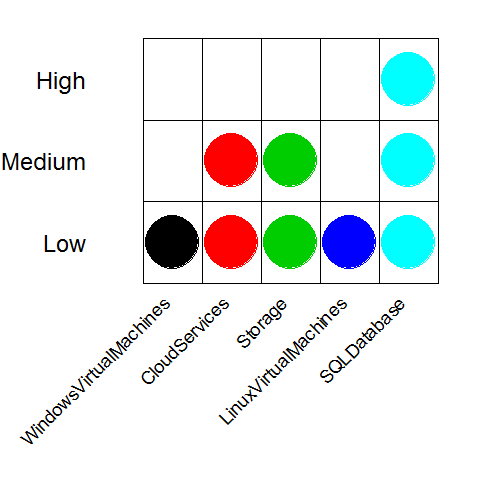 High
Medium
Low
WindowsVirtualMachines
CloudServices
Storage
LinuxVirtualMachines
SQLDatabase